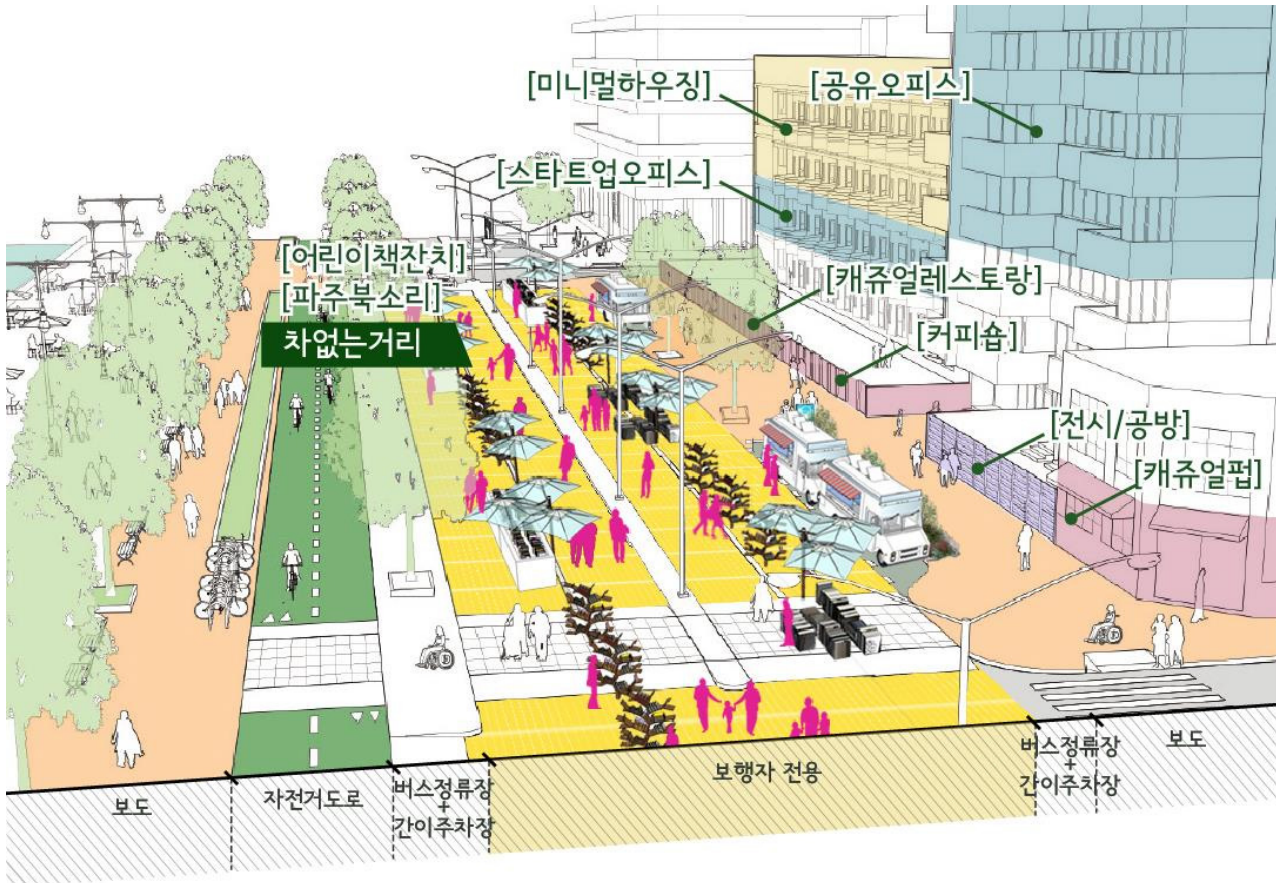 [미니멀하우징]
[공유오피스]
[스타트업오피스]
[어린이책잔치]
[파주북소리]
차없는거리
[캐쥬얼레스토랑]
[커피숍]
[전시/공방]
[캐쥬얼펍]
보도
자전거도로
버스정류장
+
간이주차장
보행자 전용
버스정류장
+
간이주차장
보도